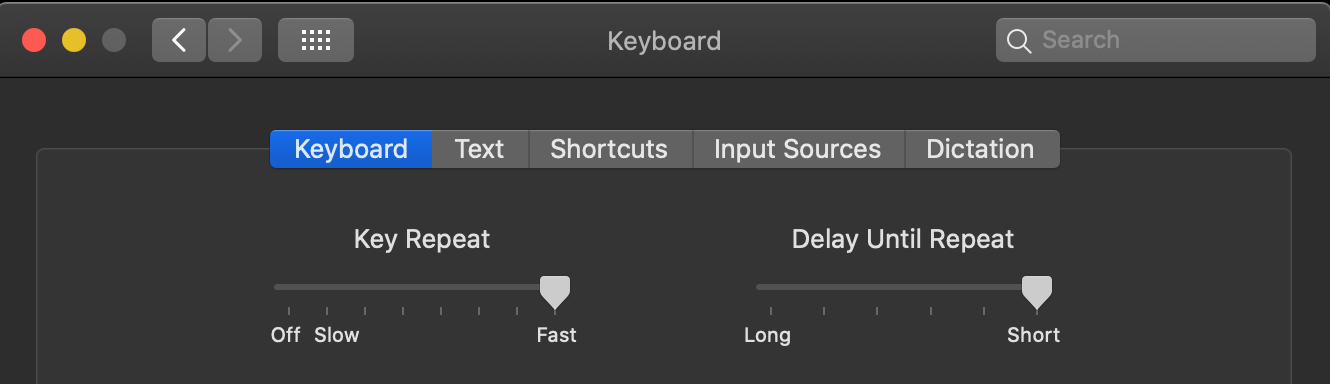 Keyboard
Search
Keyboard Text Shortcuts Input Sources Dictation
Key Repeat Delay Until Repeat
Off Slow Fast Long Short